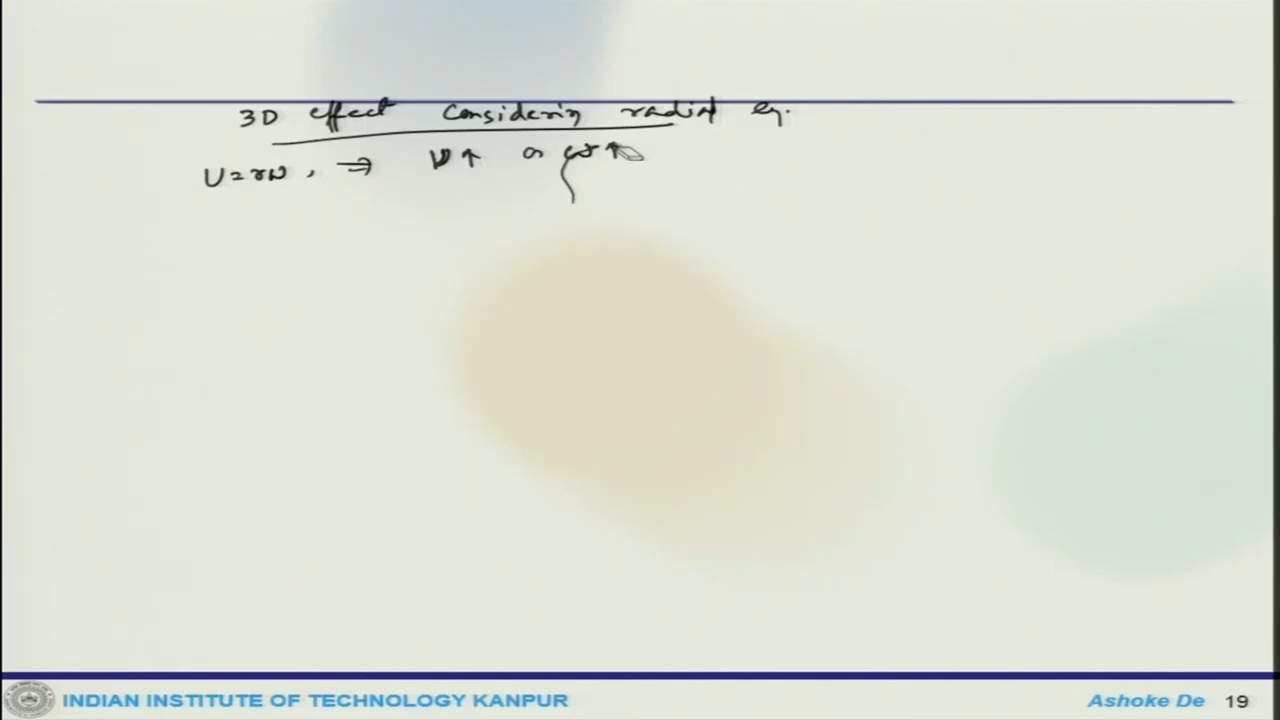 3D effect considering radial eq.
U = rω, ⇒ ↑ or ↑
INDIAN INSTITUTE OF TECHNOLOGY KANPUR
Ashoke De 19